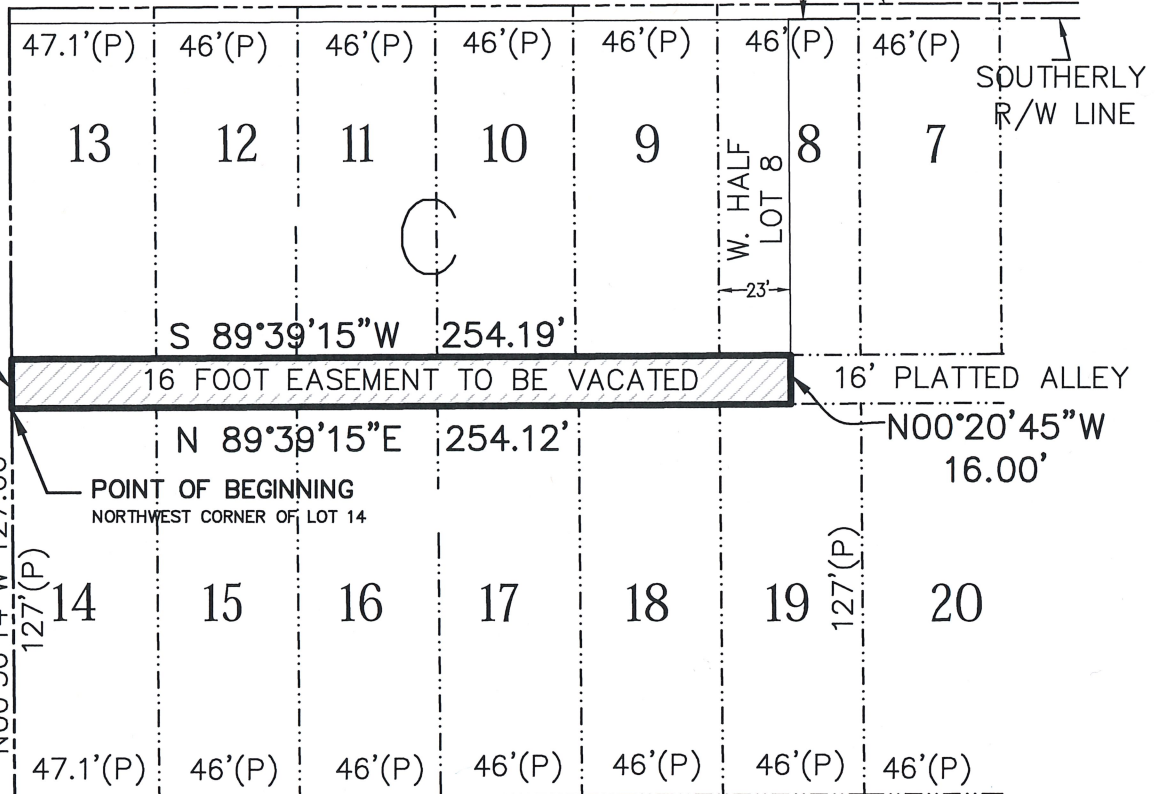 47.1'(P) 46'(P) 46'(P) 46'(P) 46'(P) 46'(P) 46'(P)
SOUTHERLY
R/W LINE
13 12 11 10 9 8 7
W. HALF
LOT 8
C
23'
S 89°39'15"W 254.19'
16 FOOT EASEMENT TO BE VACATED
16' PLATTED ALLEY
N 89°39'15"E 254.12'
N00°20'45"W
16.00'
POINT OF BEGINNING
NORTHWEST CORNER OF LOT 14
127'(P)
127'(P)
14 15 16 17 18 19 20
47.1'(P) 46'(P) 46'(P) 46'(P) 46'(P) 46'(P) 46'(P)